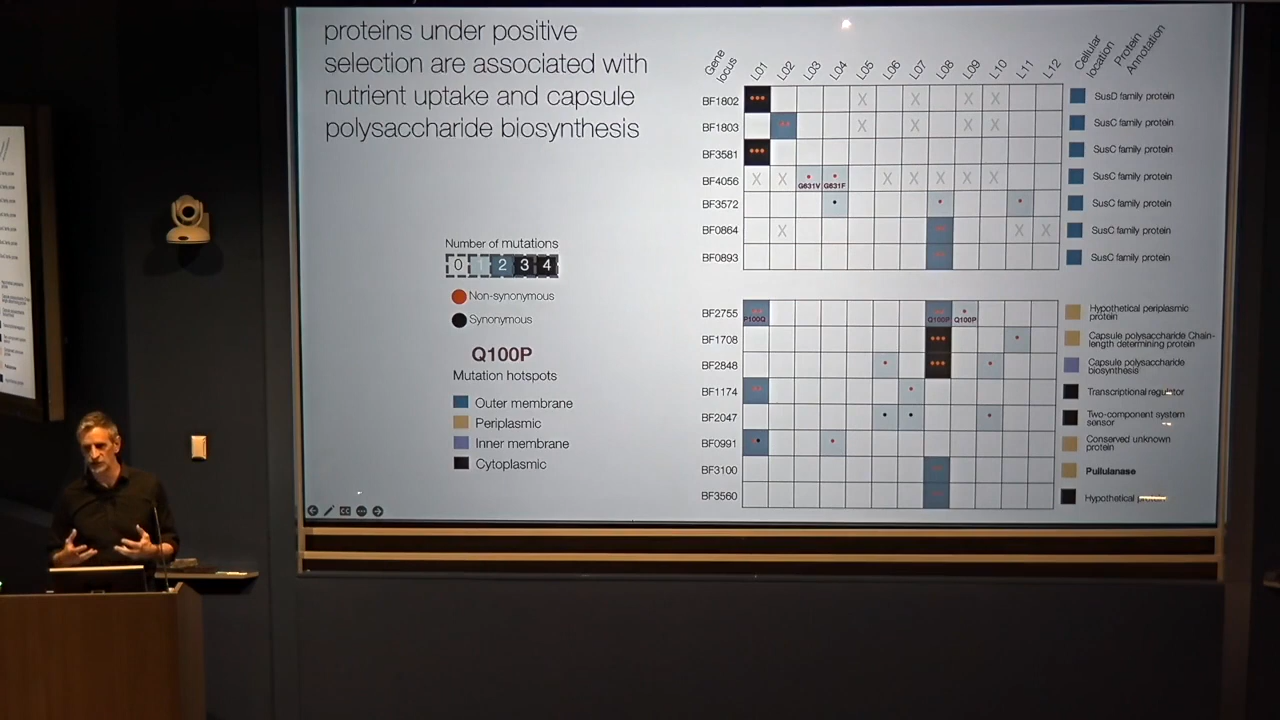 proteins under positive
selection are associated with
nutrient uptake and capsule
polysaccharide biosynthesis
Number of mutations
0 1 2 3 4
Non-synonymous
Synonymous
Q100P
Mutation hotspots
Outer membrane
Periplasmic
Inner membrane
Cytoplasmic
Gene locus L01 L02 L03 L04 L05 L06 L07 L08 L09 L10 L11 L12 Cellular location Protein Annotation
BF1802 X X X X SusD family protein
BF1803 X X X X SusC family protein
BF3581 SusC family protein
BF4056 X X G631V G631F X X X X X SusC family protein
BF3572 SusC family protein
BF0864 X X X SusC family protein
BF0893 SusC family protein
BF2755 P100Q Q100P Q100P Hypothetical periplasmic
protein
BF1708 Capsule polysaccharide Chain-
length determining protein
BF2848 Capsule polysaccharide
biosynthesis
BF1174 Transcriptional regulator
BF2047 Two-component system
sensor
BF0991 Conserved unknown
protein
BF3100 Pullulanase
BF3560 Hypothetical protein